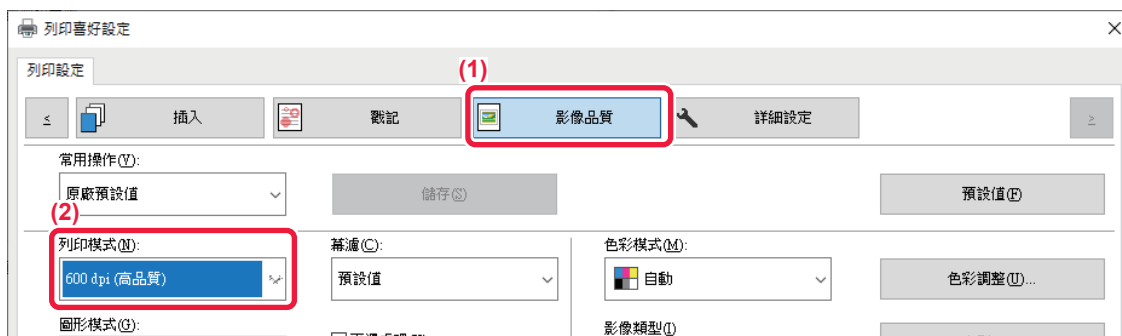 列印喜好設定
列印設定
(1)
< 插入 戳記 影像品質 詳細設定 >
常用操作(Y):
原廠預設值 儲存(S) 預設值(F)
(2)
列印模式(N): 幕濾(C): 色彩模式(M):
600 dpi (高品質) 預設值 自動 色彩調整(U)...
圖形模式(G): 影像類型(I)